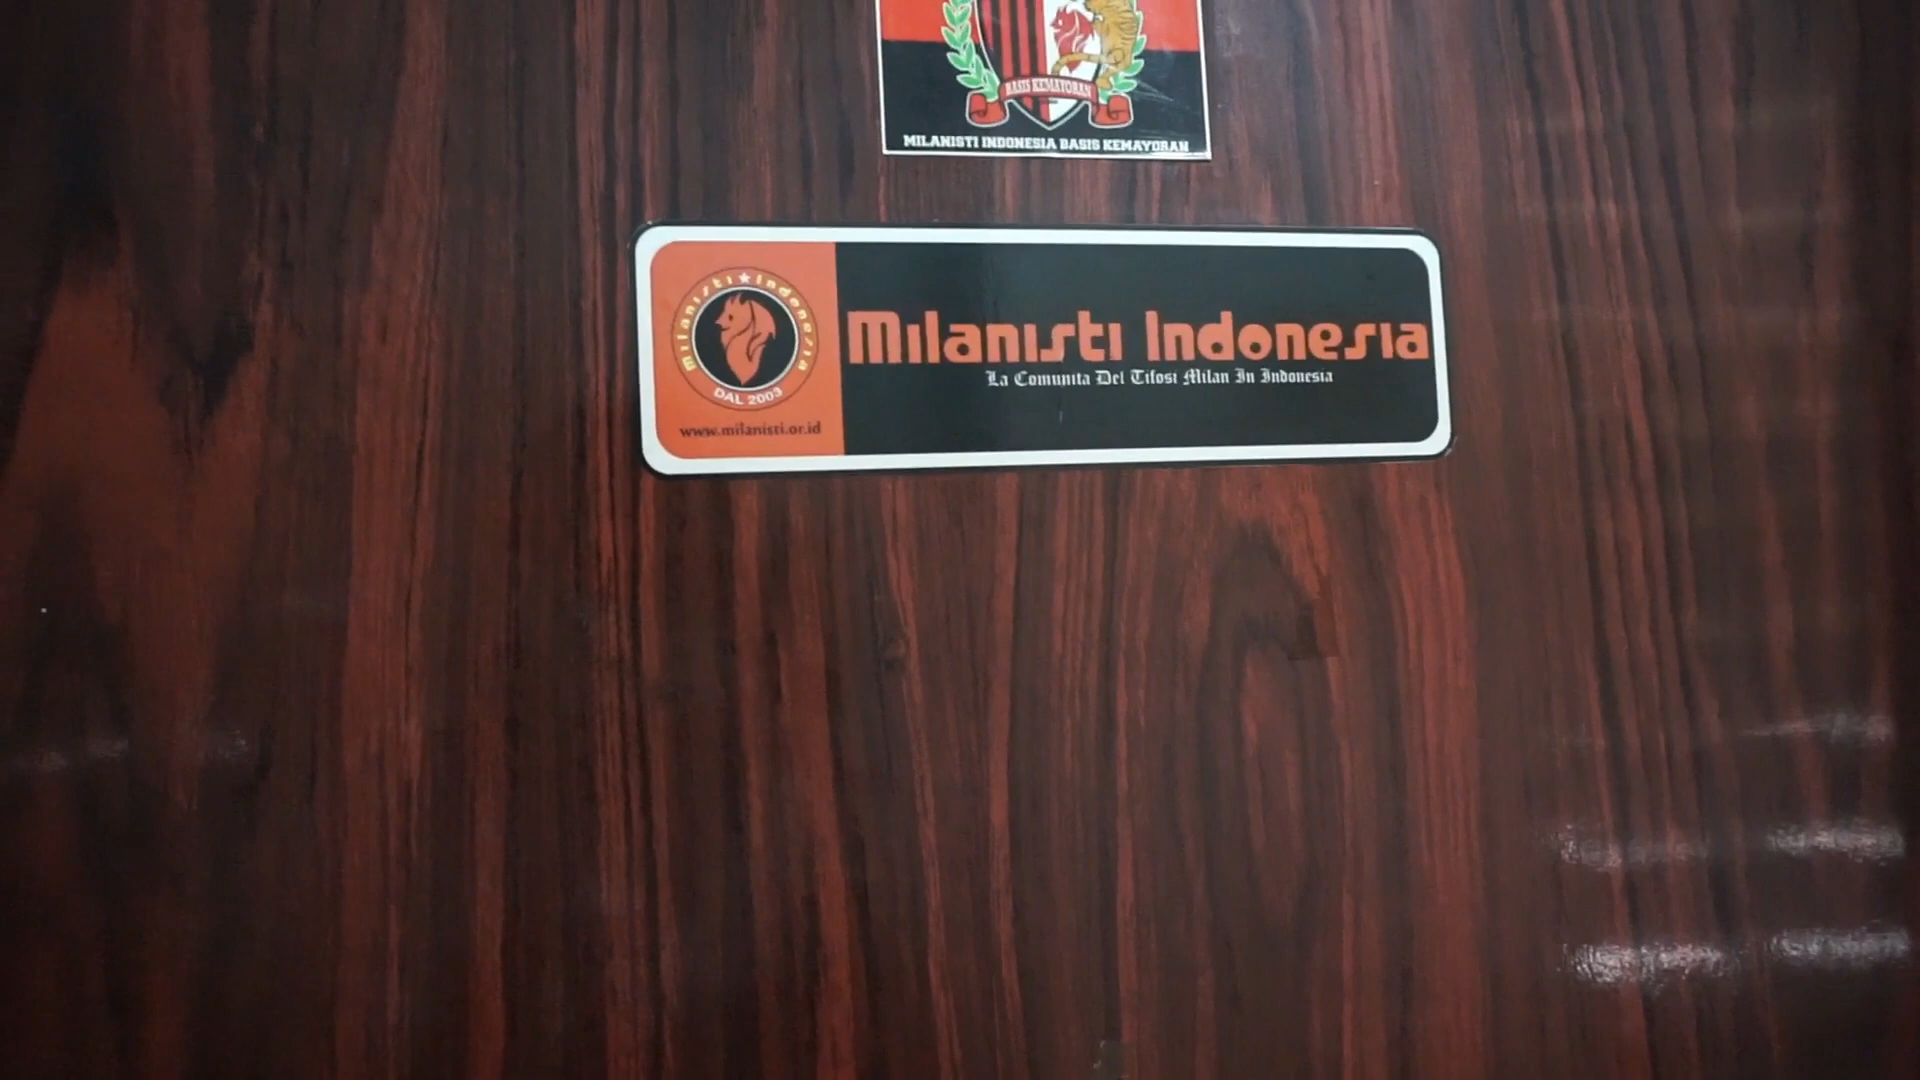 BASIS KEMAYORAN
MILANISTI INDONESIA BASIS KEMAYORAN
Milanisti Indonesia
DAL 2003
www.milanisti.or.id
Milanisti Indonesia
La Comunita Del Tifosi Milan In Indonesia